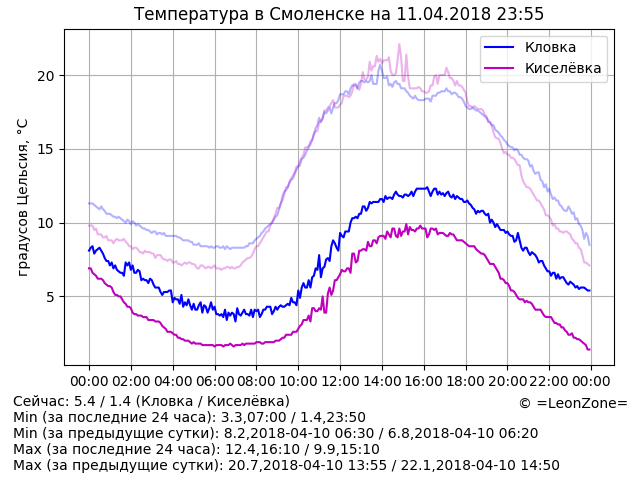 Температура в Смоленске на 11.04.2018 23:55
Кловка
Киселёвка
градусов Цельсия, °C
20
15
10
5
00:00 02:00 04:00 06:00 08:00 10:00 12:00 14:00 16:00 18:00 20:00 22:00 00:00
Сейчас: 5.4 / 1.4 (Кловка / Киселёвка)
© =LeonZone=
Min (за последние 24 часа): 3.3,07:00 / 1.4,23:50
Min (за предыдущие сутки): 8.2,2018-04-10 06:30 / 6.8,2018-04-10 06:20
Max (за последние 24 часа): 12.4,16:10 / 9.9,15:10
Max (за предыдущие сутки): 20.7,2018-04-10 13:55 / 22.1,2018-04-10 14:50